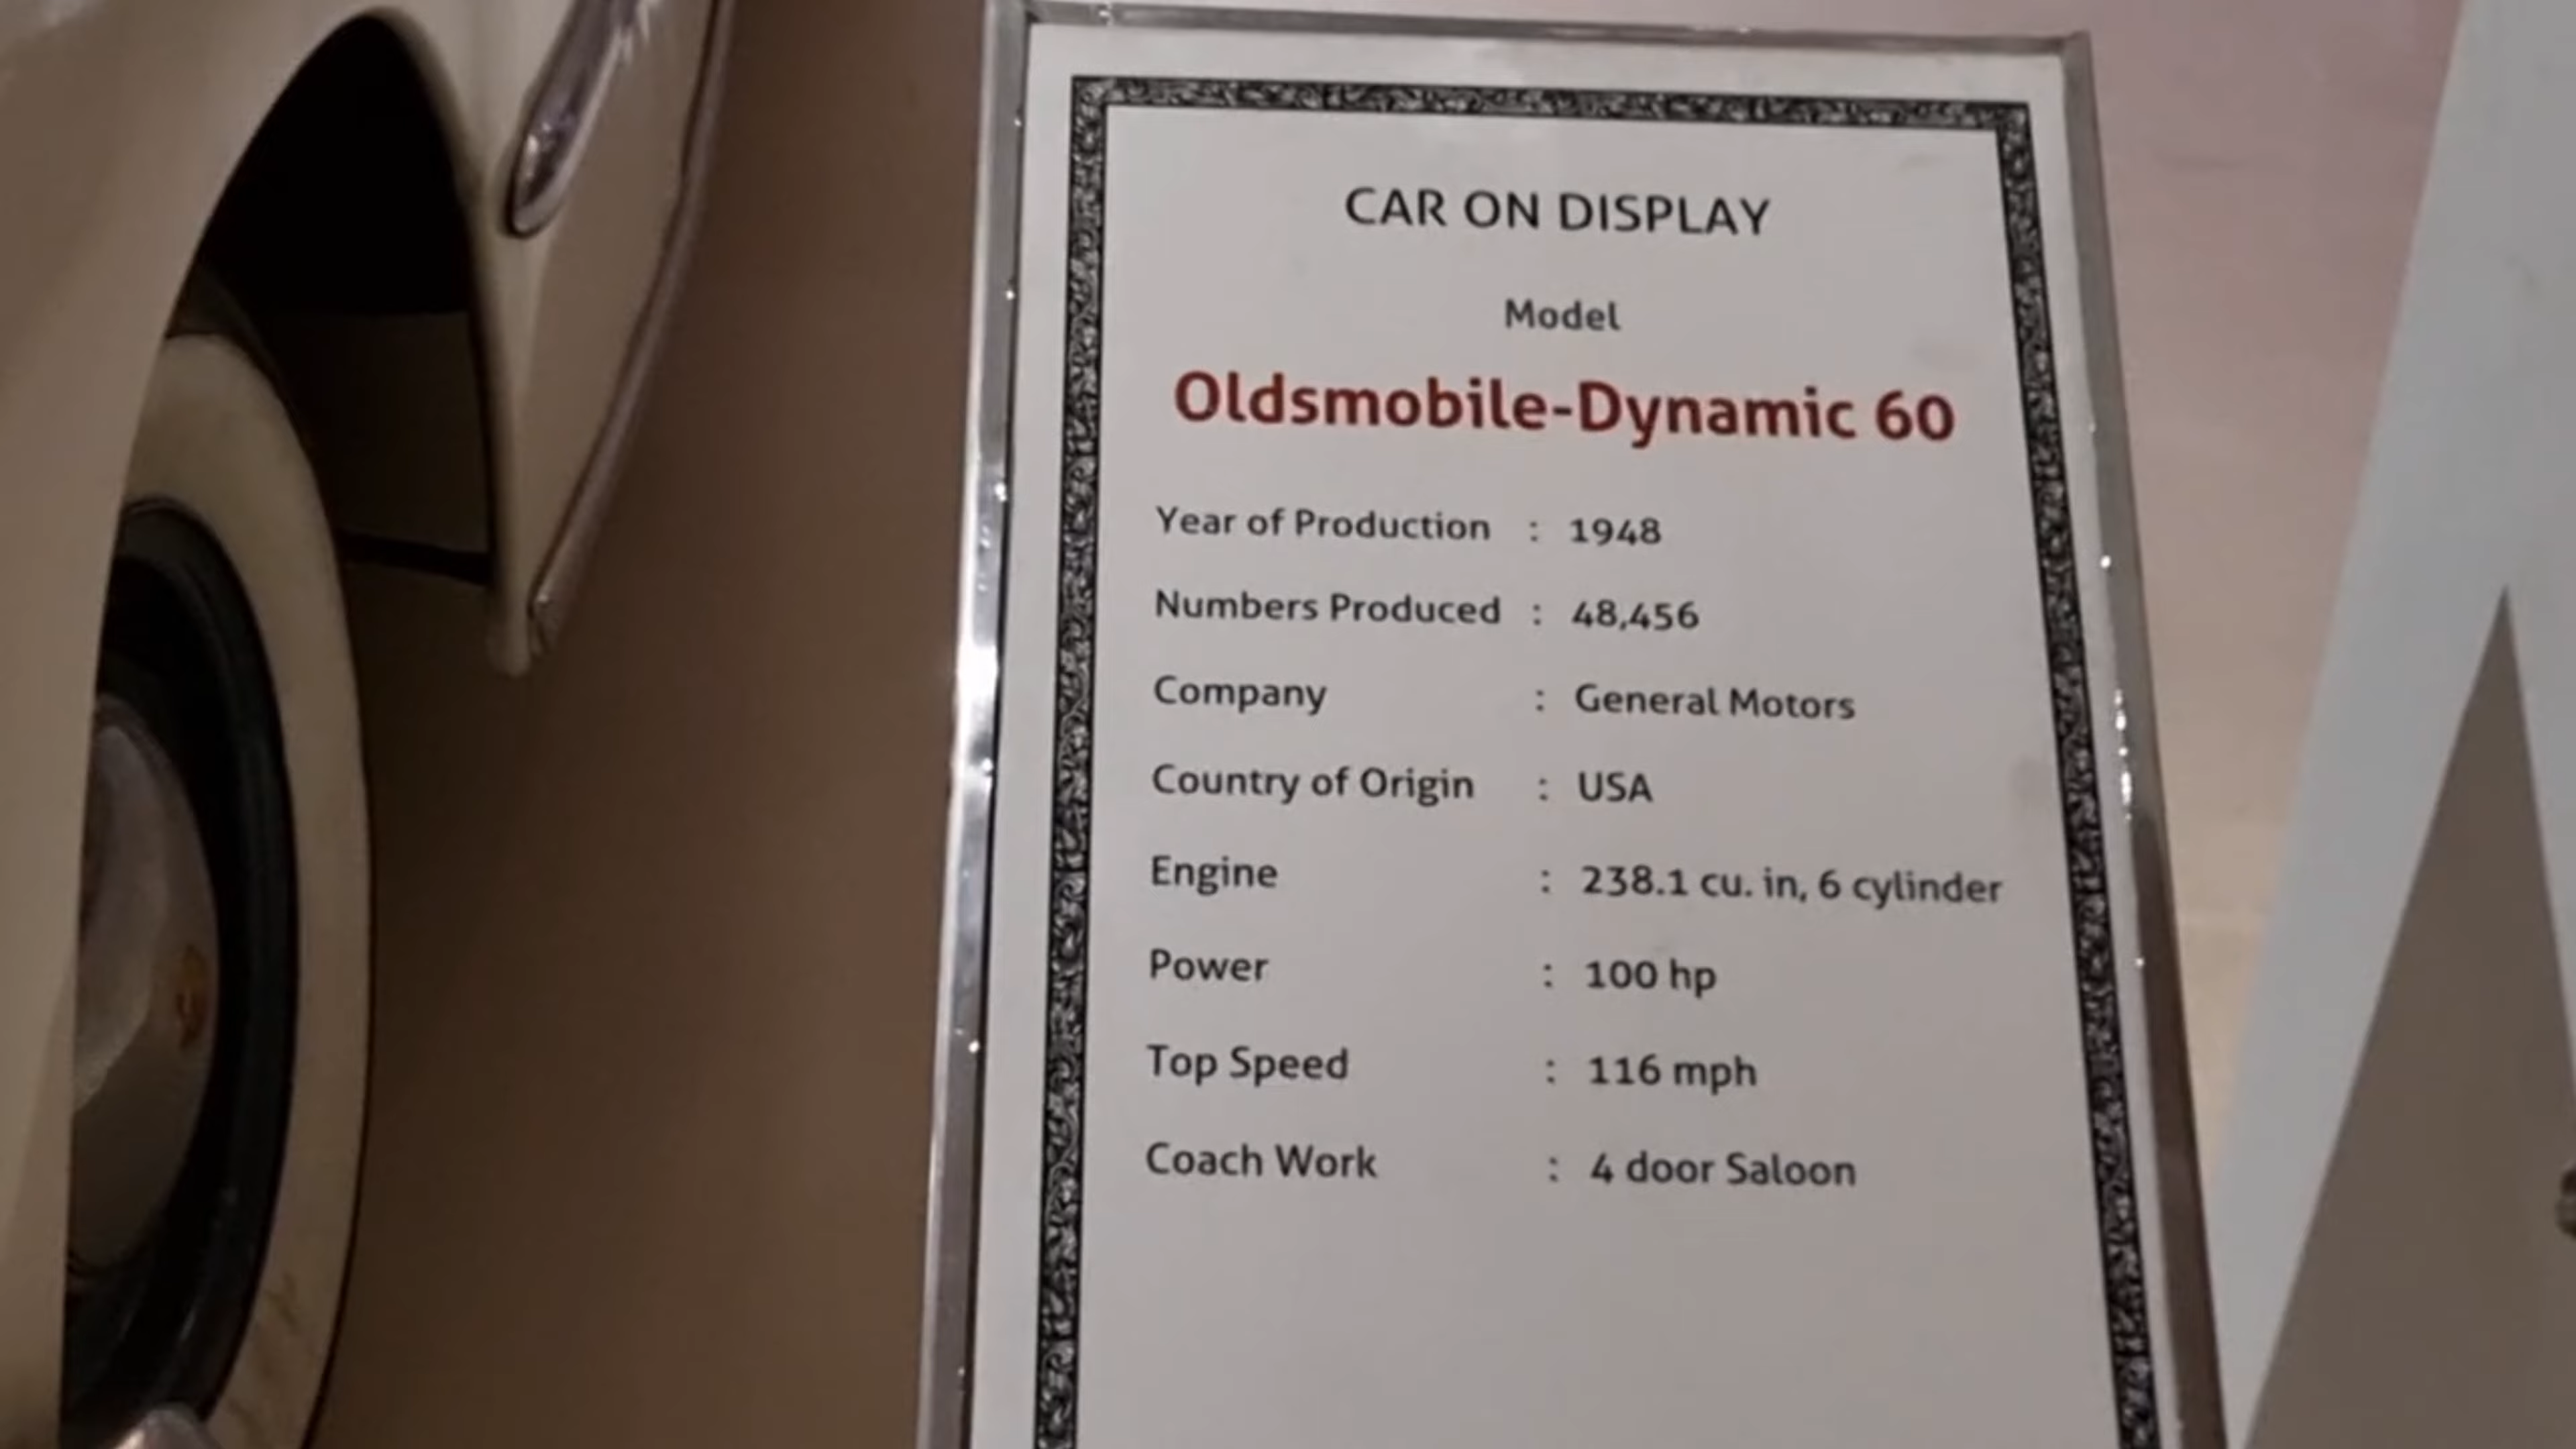 CAR ON DISPLAY
Model
Oldsmobile-Dynamic 60
Year of Production : 1948
Numbers Produced : 48,456
Company : General Motors
Country of Origin : USA
Engine : 238.1 cu. in, 6 cylinder
Power : 100 hp
Top Speed : 116 mph
Coach Work : 4 door Saloon